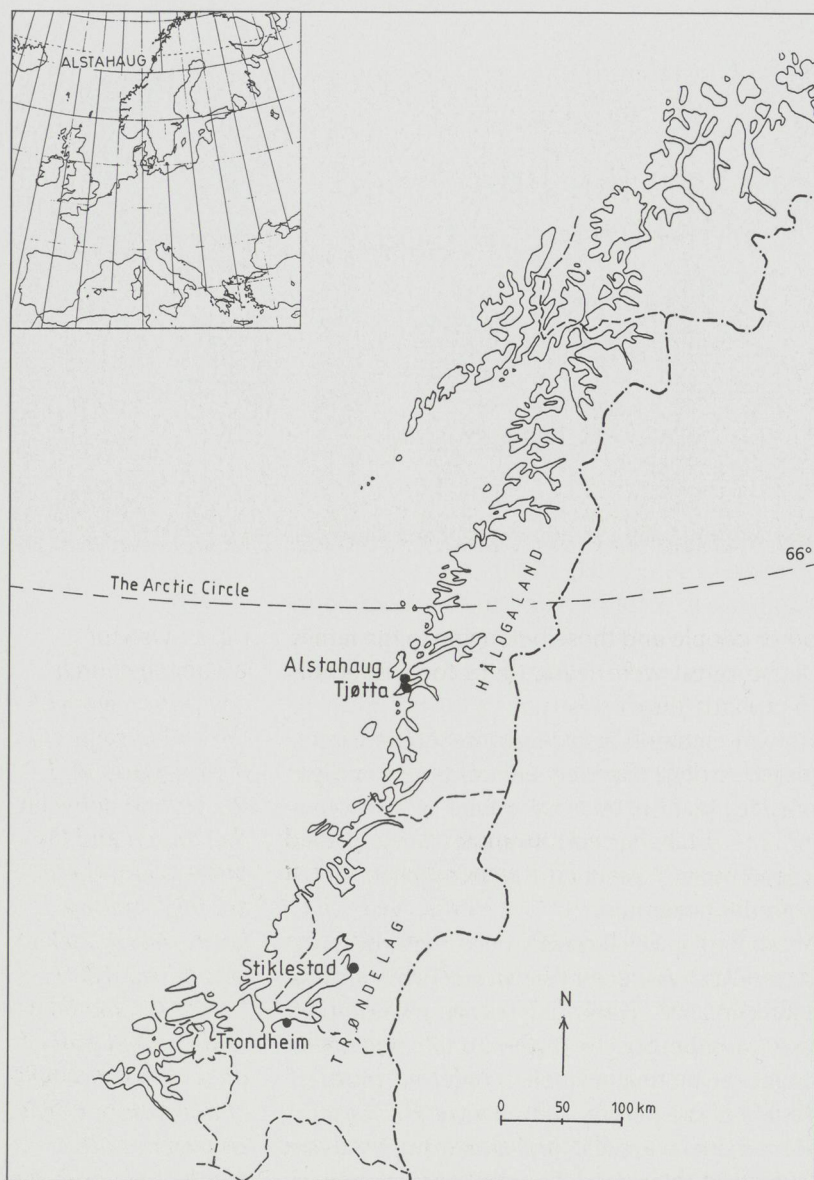 ALSTAHAUG
66°
The Arctic Circle
HÅLOGALAND
Alstahaug
Tjøtta
TRØNDELAG
Stiklestad
Trondheim
N
0 50 100 km